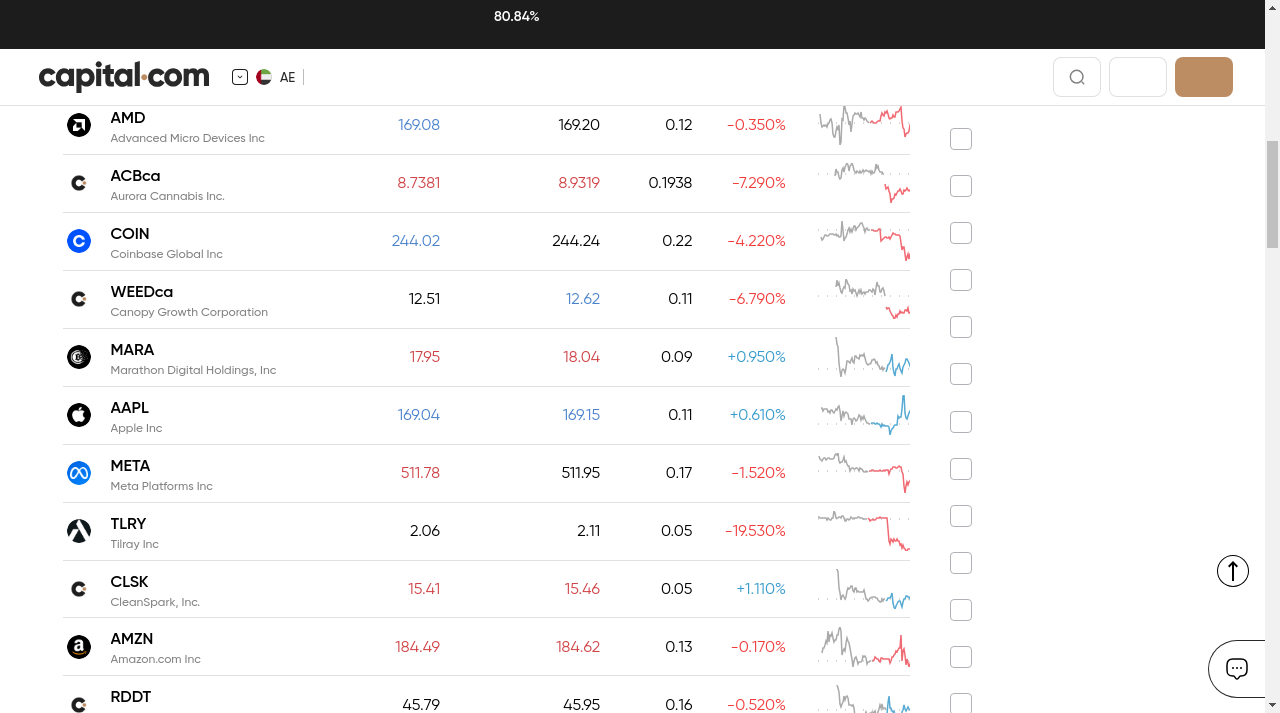 80.84%
capital.com
AE
AMD
169.08 169.20 0.12 -0.350%
Advanced Micro Devices Inc
ACBca
8.7381 8.9319 0.1938 -7.290%
Aurora Cannabis Inc.
COIN
244.02 244.24 0.22 -4.220%
Coinbase Global Inc
WEEDca
12.51 12.62 0.11 -6.790%
Canopy Growth Corporation
MARA
17.95 18.04 0.09 +0.950%
Marathon Digital Holdings, Inc
AAPL
169.04 169.15 0.11 +0.610%
Apple Inc
META
511.78 511.95 0.17 -1.520%
Meta Platforms Inc
TLRY
2.06 2.11 0.05 -19.530%
Tilray Inc
CLSK
15.41 15.46 0.05 +1.110%
CleanSpark, Inc.
AMZN
184.49 184.62 0.13 -0.170%
Amazon.com Inc
RDDT
45.79 45.95 0.16 -0.520%